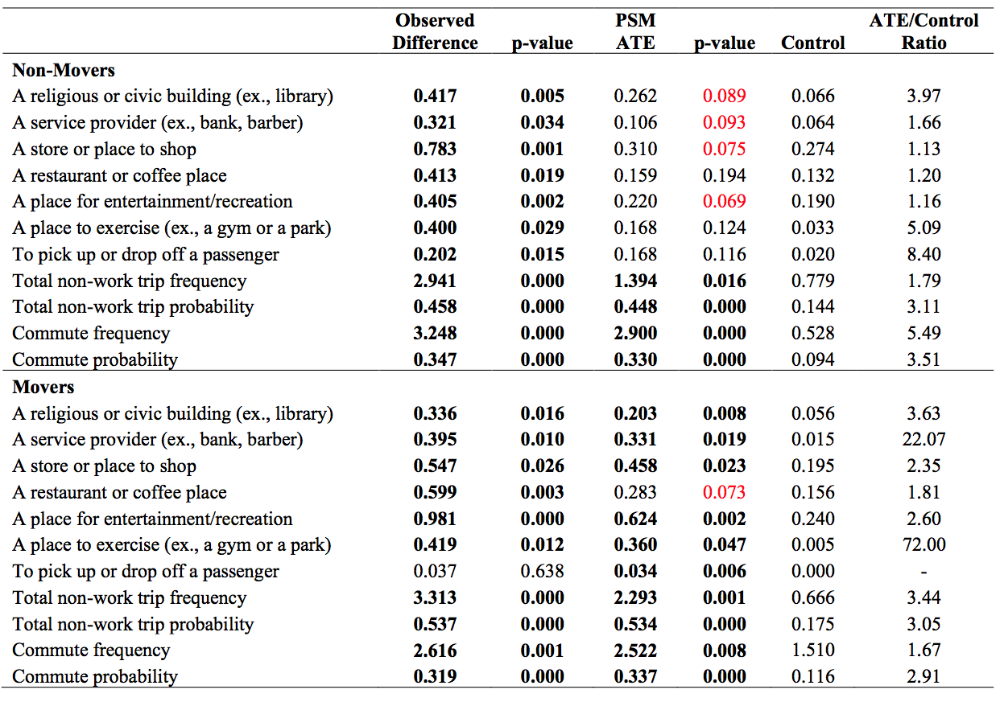 Observed PSM ATE/Control
Difference p-value ATE p-value Control Ratio
Non-Movers
A religious or civic building (ex., library) 0.417 0.005 0.262 0.089 0.066 3.97
A service provider (ex., bank, barber) 0.321 0.034 0.106 0.093 0.064 1.66
A store or place to shop 0.783 0.001 0.310 0.075 0.274 1.13
A restaurant or coffee place 0.413 0.019 0.159 0.194 0.132 1.20
A place for entertainment/recreation 0.405 0.002 0.220 0.069 0.190 1.16
A place to exercise (ex., a gym or a park) 0.400 0.029 0.168 0.124 0.033 5.09
To pick up or drop off a passenger 0.202 0.015 0.168 0.116 0.020 8.40
Total non-work trip frequency 2.941 0.000 1.394 0.016 0.779 1.79
Total non-work trip probability 0.458 0.000 0.448 0.000 0.144 3.11
Commute frequency 3.248 0.000 2.900 0.000 0.528 5.49
Commute probability 0.347 0.000 0.330 0.000 0.094 3.51
Movers
A religious or civic building (ex., library) 0.336 0.016 0.203 0.008 0.056 3.63
A service provider (ex., bank, barber) 0.395 0.010 0.331 0.019 0.015 22.07
A store or place to shop 0.547 0.026 0.458 0.023 0.195 2.35
A restaurant or coffee place 0.599 0.003 0.283 0.073 0.156 1.81
A place for entertainment/recreation 0.981 0.000 0.624 0.002 0.240 2.60
A place to exercise (ex., a gym or a park) 0.419 0.012 0.360 0.047 0.005 72.00
To pick up or drop off a passenger 0.037 0.638 0.034 0.006 0.000 -
Total non-work trip frequency 3.313 0.000 2.293 0.001 0.666 3.44
Total non-work trip probability 0.537 0.000 0.534 0.000 0.175 3.05
Commute frequency 2.616 0.001 2.522 0.008 1.510 1.67
Commute probability 0.319 0.000 0.337 0.000 0.116 2.91